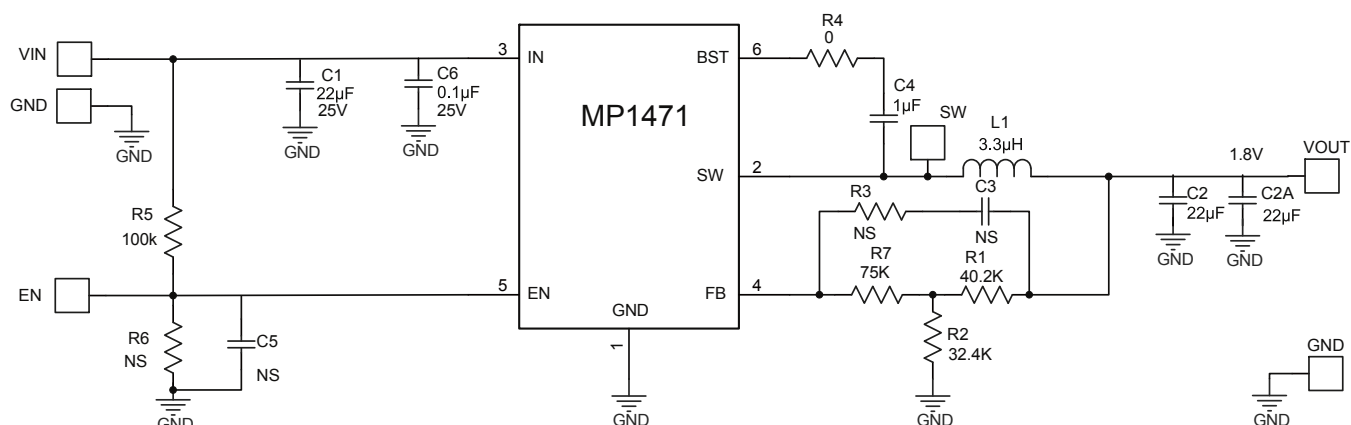 VIN
GND
GND
3
IN
C1
22µF
25V
GND
C6
0.1µF
25V
GND
MP1471
BST
6
R4
0
C4
1µF
SW
SW
2
L1
3.3µH
1.8V
VOUT
C2
22µF
GND
C2A
22µF
GND
R3
NS
C3
NS
R7
75K
R1
40.2K
FB
4
R2
32.4K
GND
R5
100k
EN
5
EN
R6
NS
C5
NS
GND
GND
1
GND
GND
GND